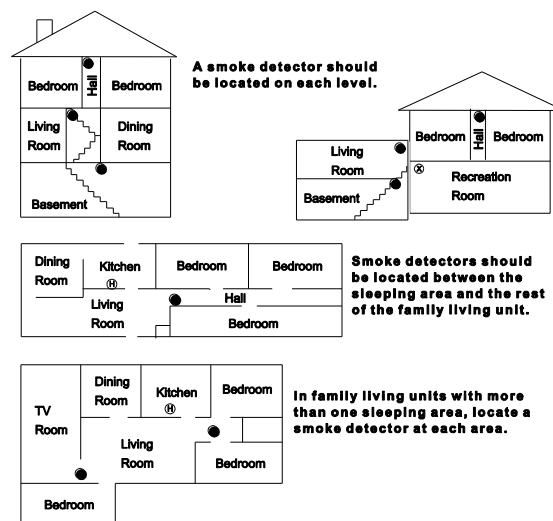 A smoke detector should
be located on each level.
Bedroom
Hall
Bedroom
Living
Room
Dining
Room
Basement
Bedroom
Hall
Bedroom
Living
Room
X
Recreation
Room
Basement
Dining
Room
Kitchen
H
Bedroom
Bedroom
Living
Room
Hall
Bedroom
Smoke detectors should
be located between the
sleeping area and the rest
of the family living unit.
TV
Room
Dining
Room
Kitchen
H
Bedroom
Living
Room
Bedroom
Bedroom
In family living units with more
than one sleeping area, locate a
smoke detector at each area.